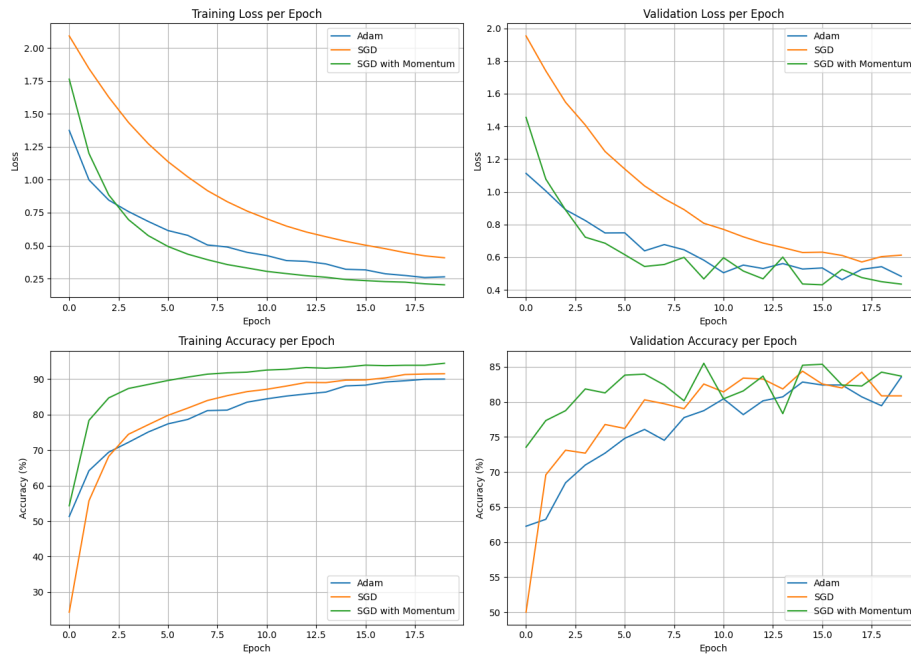 Training Loss per Epoch
Adam
SGD
SGD with Momentum
2.00
1.75
1.50
1.25
1.00
0.75
0.50
0.25
Loss
0.0 2.5 5.0 7.5 10.0 12.5 15.0 17.5
Epoch
Validation Loss per Epoch
Adam
SGD
SGD with Momentum
2.0
1.8
1.6
1.4
1.2
1.0
0.8
0.6
0.4
Loss
0.0 2.5 5.0 7.5 10.0 12.5 15.0 17.5
Epoch
Training Accuracy per Epoch
90
80
70
60
50
40
30
Accuracy (%)
Adam
SGD
SGD with Momentum
0.0 2.5 5.0 7.5 10.0 12.5 15.0 17.5
Epoch
Validation Accuracy per Epoch
85
80
75
70
65
60
55
50
Accuracy (%)
Adam
SGD
SGD with Momentum
0.0 2.5 5.0 7.5 10.0 12.5 15.0 17.5
Epoch